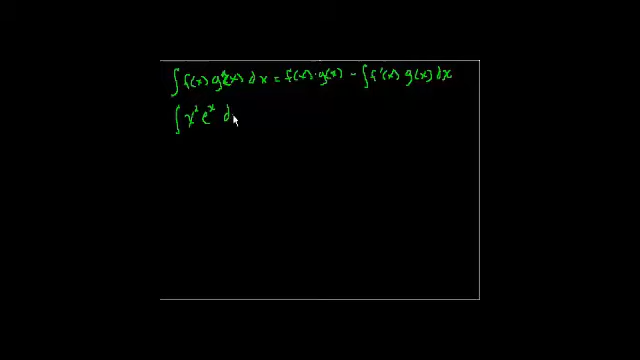 ∫ f(x) g'(x) dx = f(x) · g(x) - ∫ f'(x) g(x) dx
∫ x² eˣ d